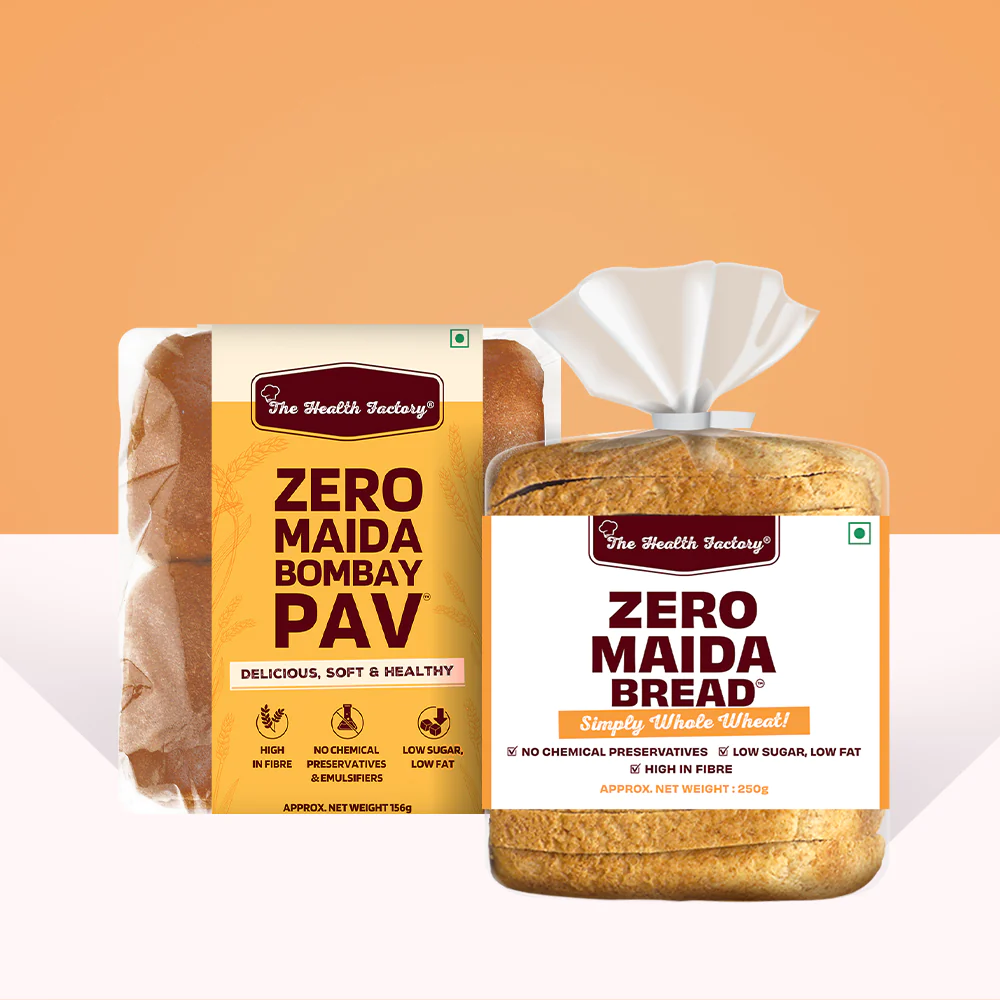 The Health Factory®
ZERO
MAIDA
BOMBAY
PAV™
DELICIOUS, SOFT & HEALTHY
HIGH
IN FIBRE
NO CHEMICAL
PRESERVATIVES
& EMULSIFIERS
LOW SUGAR,
LOW FAT
APPROX. NET WEIGHT 156g
The Health Factory®
ZERO
MAIDA
BREAD™
Simply Whole Wheat!
NO CHEMICAL PRESERVATIVES LOW SUGAR, LOW FAT
HIGH IN FIBRE
APPROX. NET WEIGHT : 250g